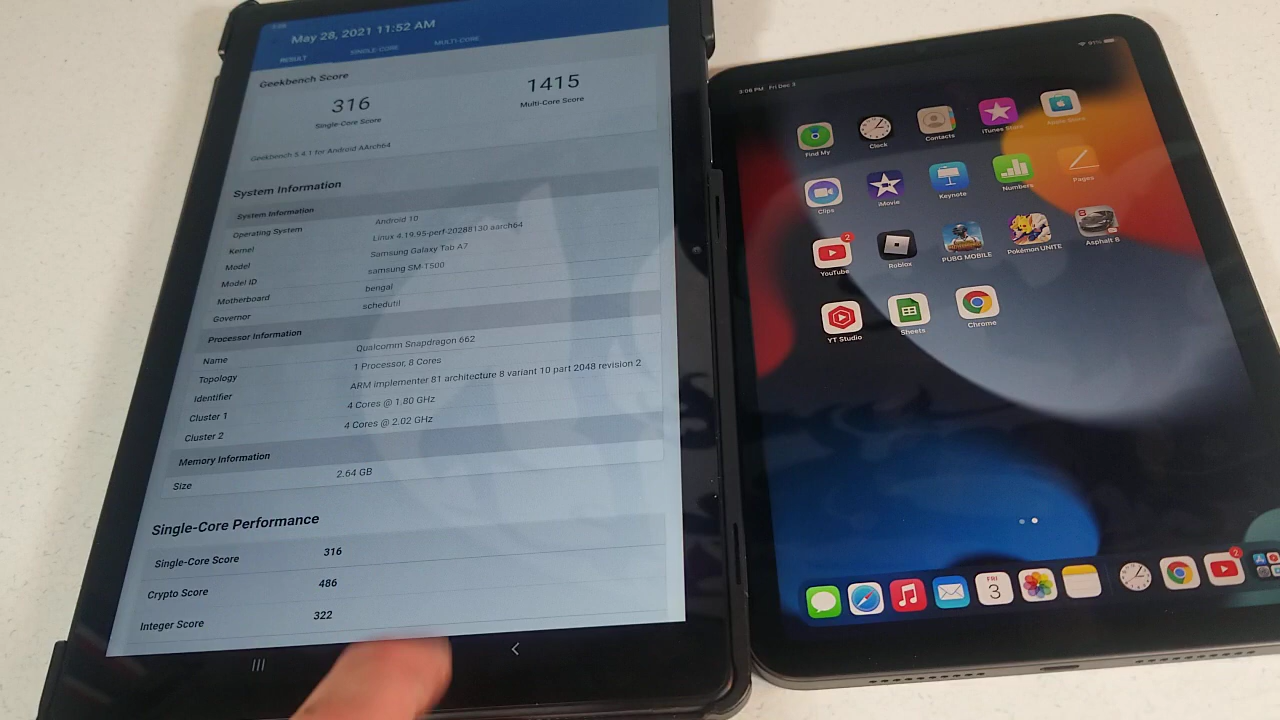 May 28, 2021 11:52 AM
RESULT SINGLE-CORE MULTI-CORE
Geekbench Score
316 1415
Single-Core Score Multi-Core Score
Geekbench 5.4.1 for Android AArch64
System Information
System Information
Operating System Android 10
Kernel Linux 4.19.95-perf-20288130 aarch64
Model Samsung Galaxy Tab A7
Model ID samsung SM-T500
Motherboard bengal
Governor schedutil
Processor Information
Name Qualcomm Snapdragon 662
Topology 1 Processor, 8 Cores
Identifier ARM implementer 81 architecture 8 variant 10 part 2048 revision 2
Cluster 1 4 Cores @ 1.80 GHz
Cluster 2 4 Cores @ 2.02 GHz
Memory Information
Size 2.64 GB
Single-Core Performance
Single-Core Score 316
Crypto Score 486
Integer Score 322
3:08 PM Fri Dec 3 91%
Find My Clock Contacts iTunes Store Apple Store
Clips iMovie Keynote Numbers Pages
2
YouTube Roblox PUBG MOBILE Pokémon UNITE Asphalt 8
YT Studio Sheets Chrome
FRI
3
2